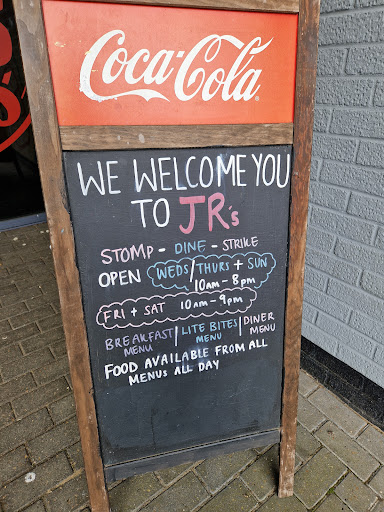 Coca-Cola
WE WELCOME YOU
TO JR's
STOMP - DINE - STRIKE
OPEN WEDS/THURS + SUN
10AM - 8PM
FRI + SAT 10AM - 9PM
BREAKFAST/LITE BITES/DINER
MENU MENU MENU
FOOD AVAILABLE FROM ALL
MENUS ALL DAY